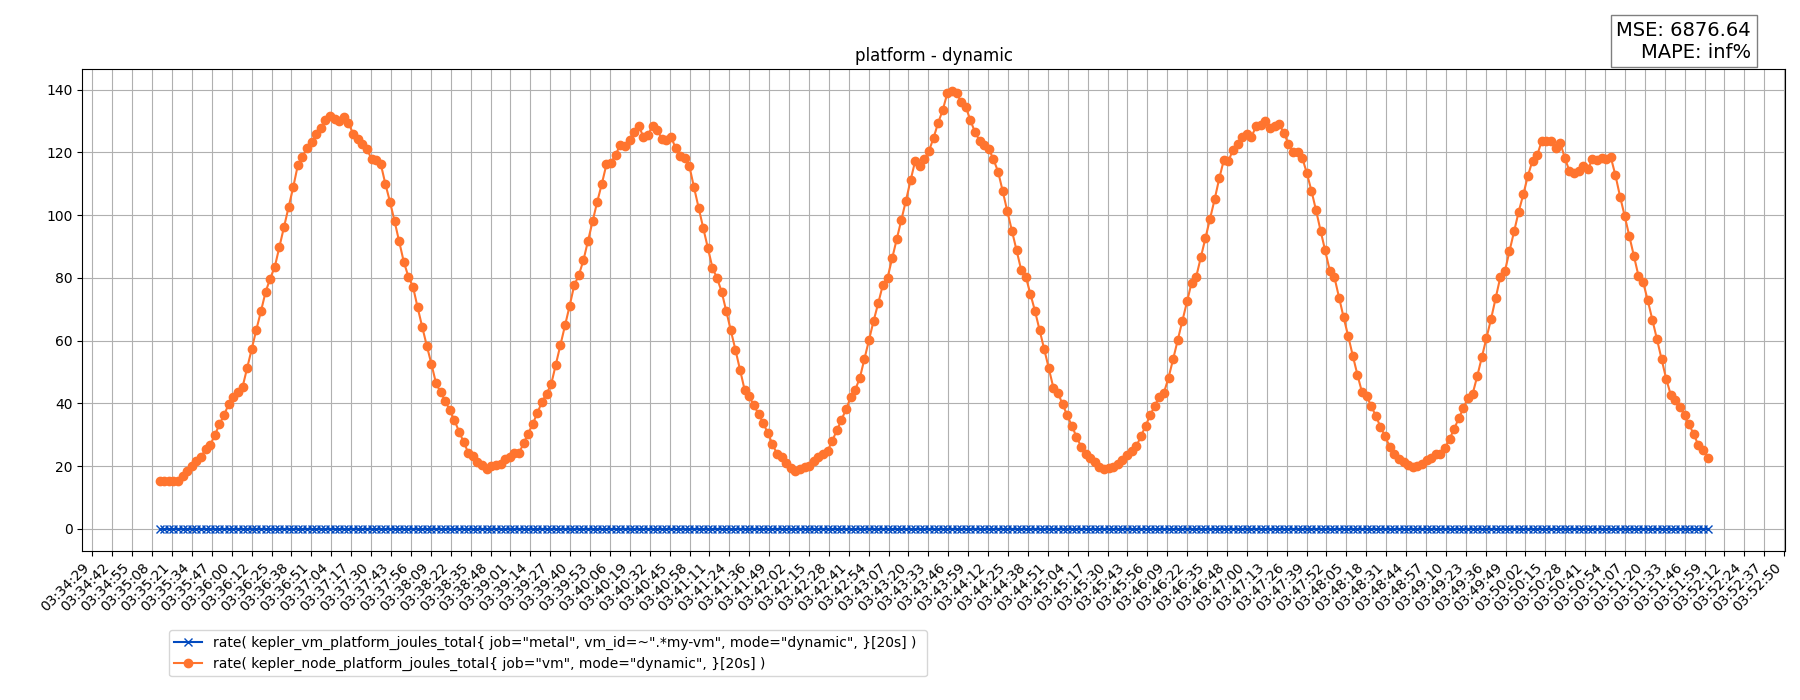 MSE: 6876.64
MAPE: inf%
platform - dynamic
140
120
100
80
60
40
20
0
03:34:29 03:34:42 03:34:55 03:35:08 03:35:21 03:35:34 03:35:47 03:36:00 03:36:12 03:36:25 03:36:38 03:36:51 03:37:04 03:37:17 03:37:30 03:37:43 03:37:56 03:38:09 03:38:22 03:38:35 03:38:48 03:39:01 03:39:14 03:39:27 03:39:40 03:39:53 03:40:06 03:40:19 03:40:32 03:40:45 03:40:58 03:41:11 03:41:24 03:41:36 03:41:49 03:42:02 03:42:15 03:42:28 03:42:41 03:42:54 03:43:07 03:43:20 03:43:33 03:43:46 03:43:59 03:44:12 03:44:25 03:44:38 03:44:51 03:45:04 03:45:17 03:45:30 03:45:43 03:45:56 03:46:09 03:46:22 03:46:35 03:46:48 03:47:00 03:47:13 03:47:26 03:47:39 03:47:52 03:48:05 03:48:18 03:48:31 03:48:44 03:48:57 03:49:10 03:49:23 03:49:36 03:49:49 03:50:02 03:50:15 03:50:28 03:50:41 03:50:54 03:51:07 03:51:20 03:51:33 03:51:46 03:51:59 03:52:12 03:52:24 03:52:37 03:52:50
rate( kepler_vm_platform_joules_total{ job="metal", vm_id=~".*my-vm", mode="dynamic", }[20s] )
rate( kepler_node_platform_joules_total{ job="vm", mode="dynamic", }[20s] )